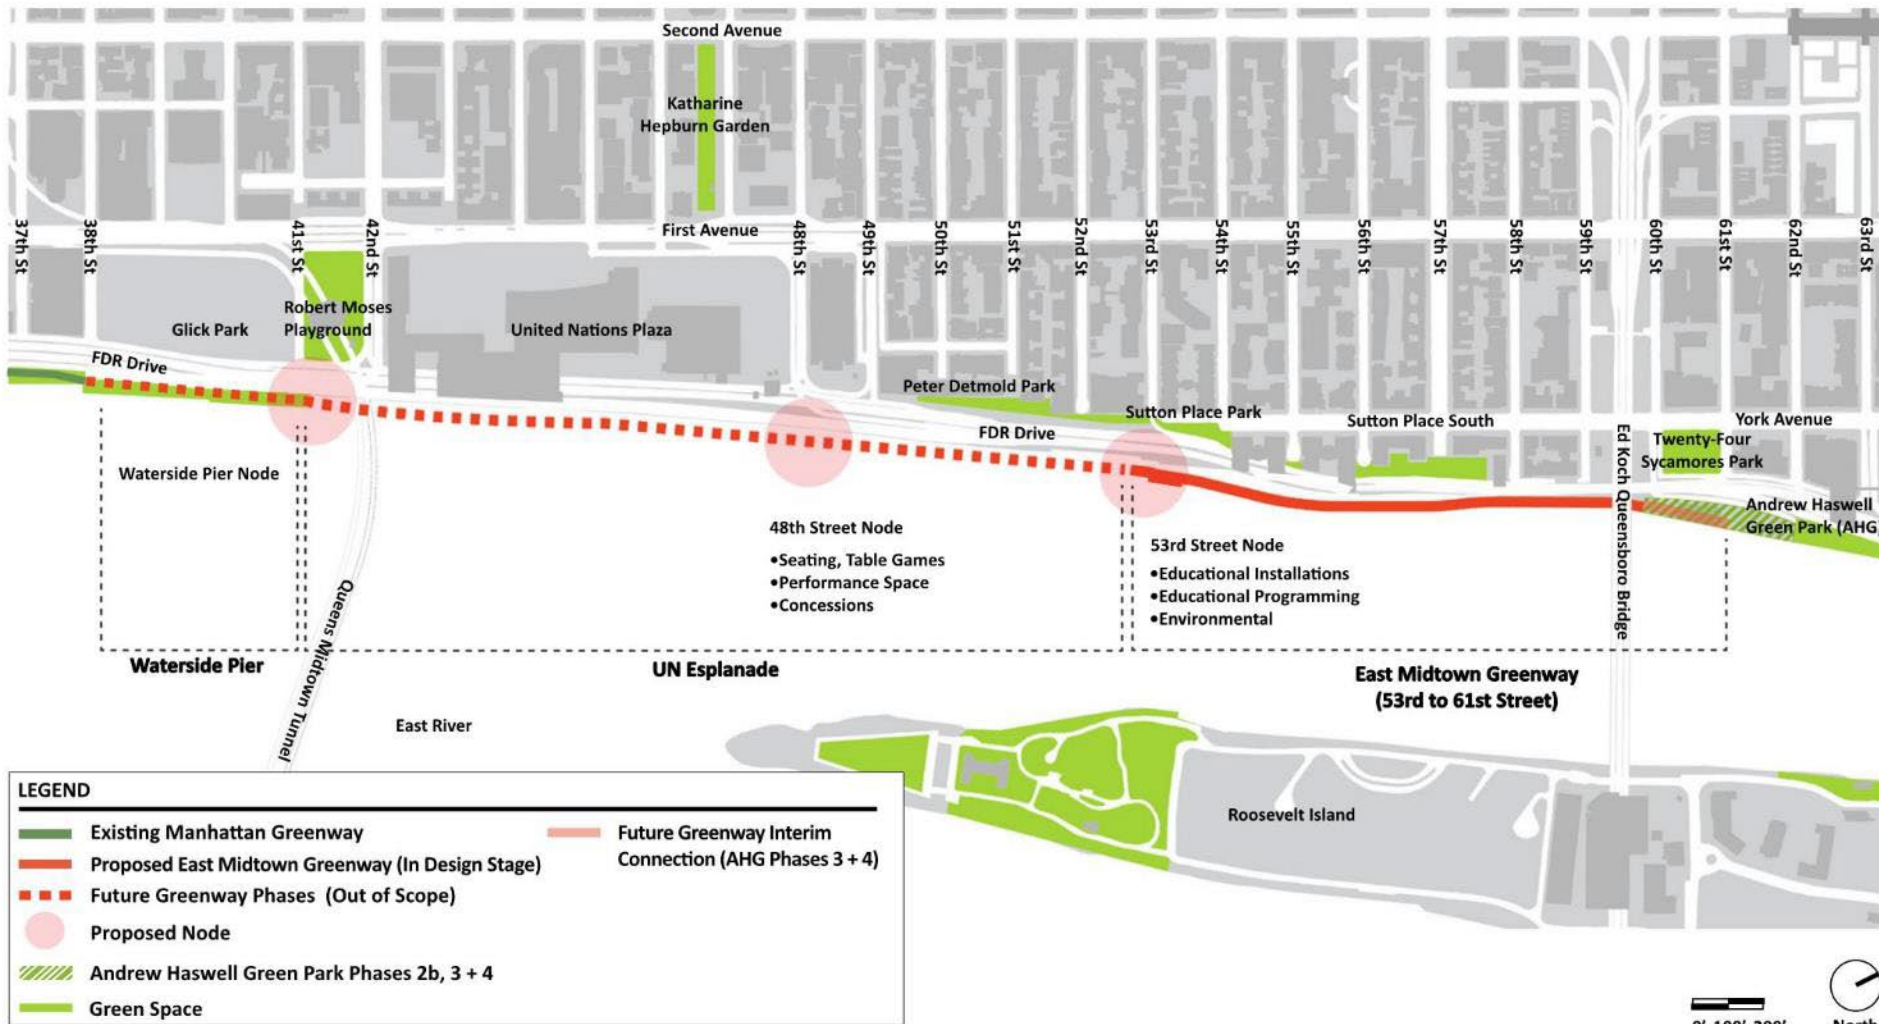 Second Avenue
Katharine
Hepburn Garden
First Avenue
37th St
38th St
41st St
42nd St
48th St
49th St
50th St
51st St
52nd St
53rd St
54th St
55th St
56th St
57th St
58th St
59th St
60th St
61st St
62nd St
63rd St
Glick Park
Robert Moses
Playground
United Nations Plaza
FDR Drive
Peter Detmold Park
Sutton Place Park
Sutton Place South
York Avenue
FDR Drive
Twenty-Four
Sycamores Park
Ed Koch Queensboro Bridge
Andrew Haswell
Green Park (AHG)
Waterside Pier Node
48th Street Node
•Seating, Table Games
•Performance Space
•Concessions
53rd Street Node
•Educational Installations
•Educational Programming
•Environmental
Queens Midtown Tunnel
Waterside Pier
UN Esplanade
East Midtown Greenway
(53rd to 61st Street)
East River
Roosevelt Island
LEGEND
Existing Manhattan Greenway
Proposed East Midtown Greenway (In Design Stage)
Future Greenway Phases (Out of Scope)
Proposed Node
Andrew Haswell Green Park Phases 2b, 3 + 4
Green Space
Future Greenway Interim
Connection (AHG Phases 3 + 4)
North